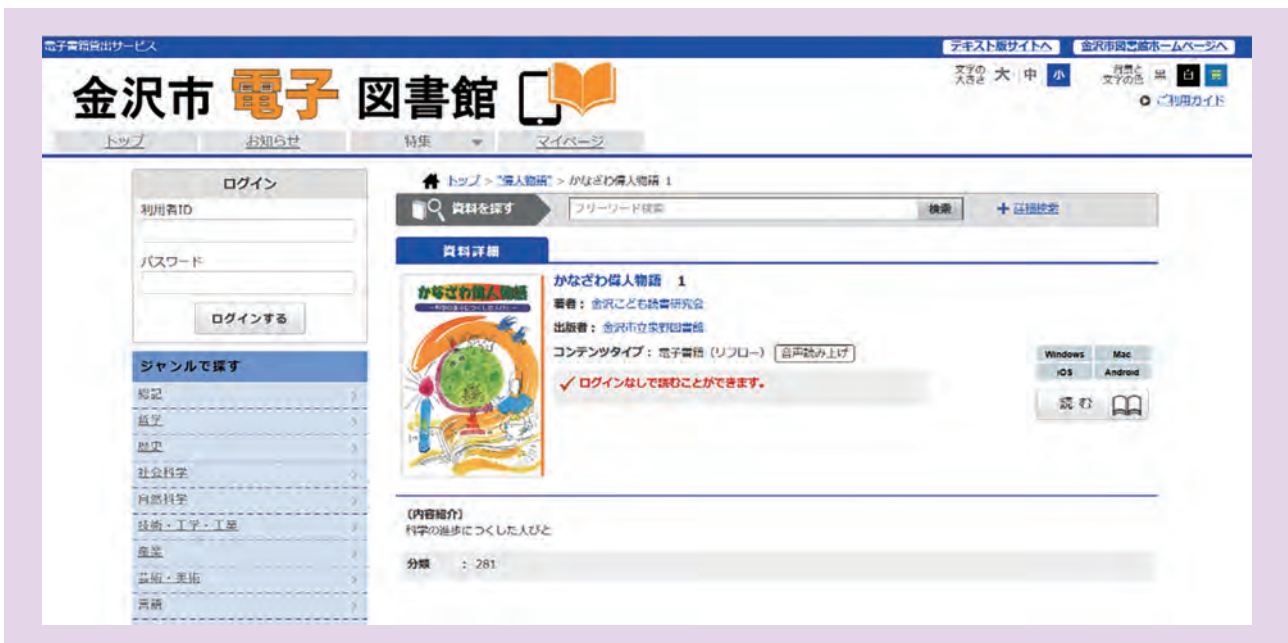 電子書籍貸出サービス
テキスト版サイトへ
金沢市図書館ホームページへ
金沢市 電子 図書館
文字の大きさ 大 中 小
背景と文字の色 黒 白 青
ご利用ガイド
トップ
お知らせ
特集
マイページ
ログイン
利用者ID
パスワード
ログインする
ジャンルで探す
総記
哲学
歴史
社会科学
自然科学
技術・工学・工業
産業
芸術・美術
言語
トップ > "偉人物語" > かなざわ偉人物語 1
資料を探す
フリーワード検索
検索
詳細検索
資料詳細
かなざわ偉人物語
かなざわ偉人物語 1
著者： 金沢こども読書研究会
出版者： 金沢市立泉野図書館
コンテンツタイプ： 電子書籍（リフロー） 音声読み上げ
ログインなしで読むことができます。
Windows Mac
iOS Android
読む
（内容紹介）
科学の進歩につくした人びと
分類 ： 281